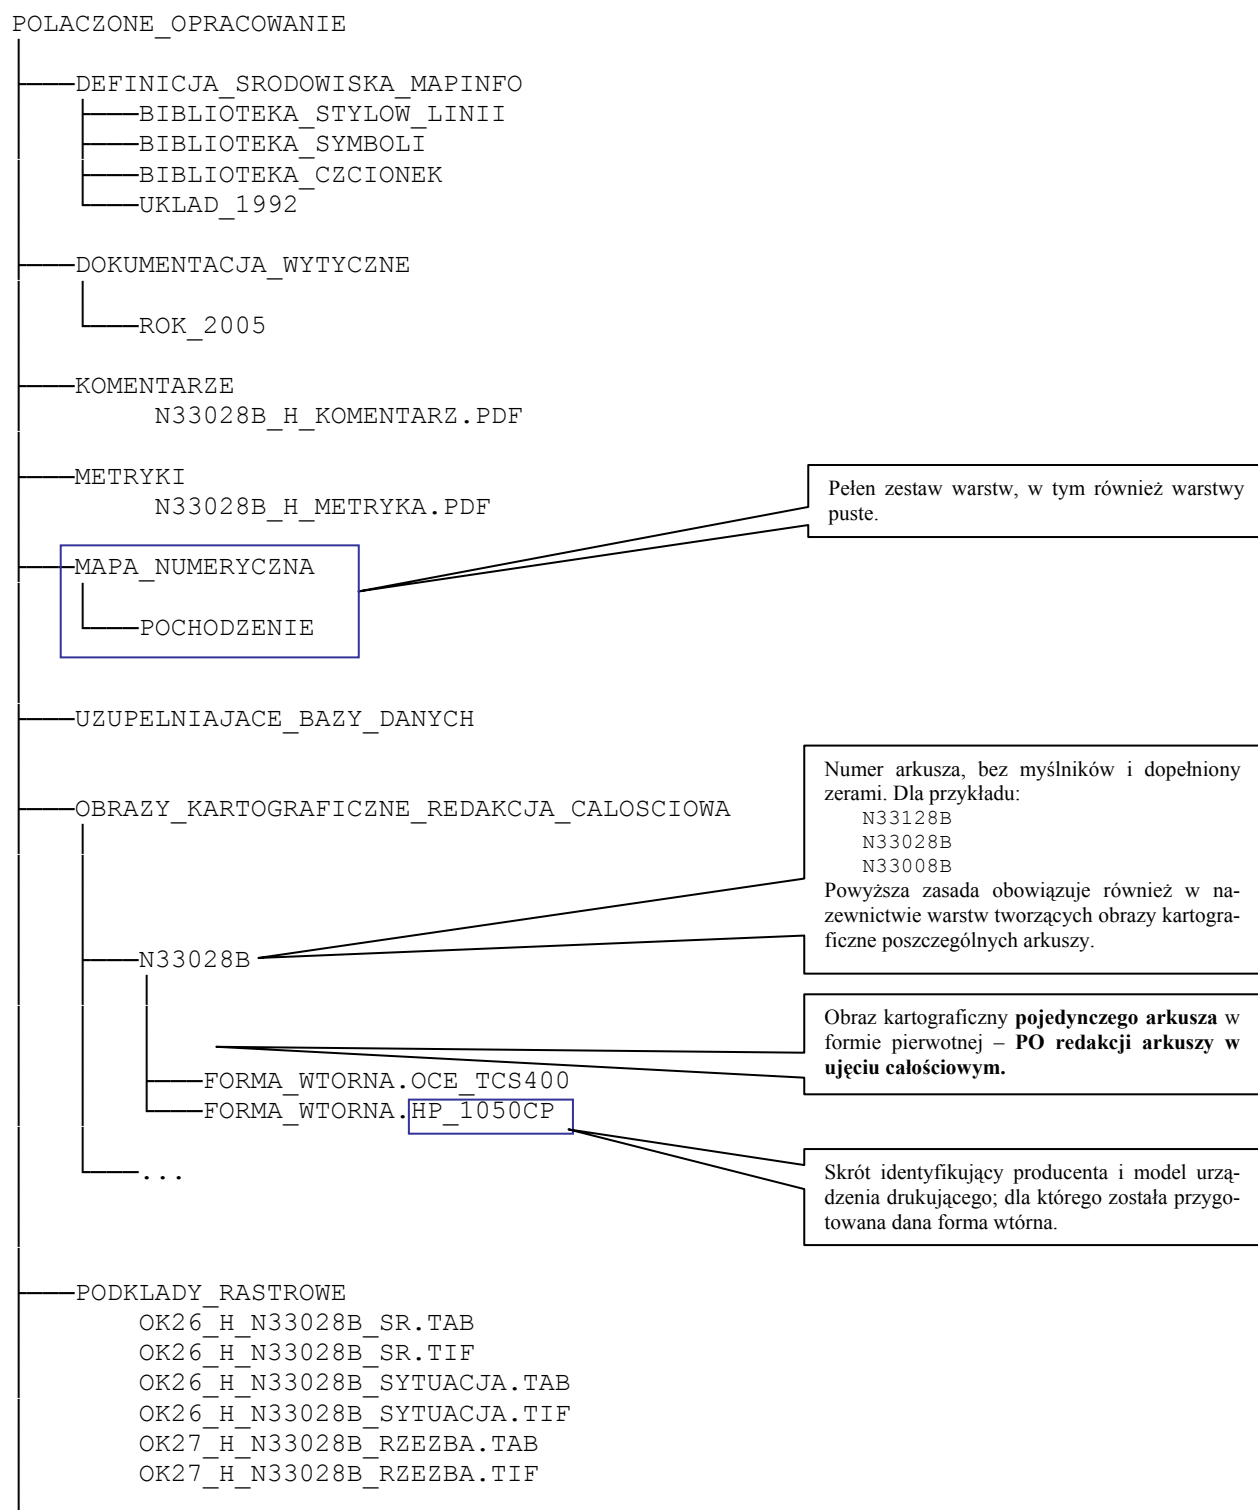 POLACZONE_OPRACOWANIE
DEFINICJA_SRODOWISKA_MAPINFO
BIBLIOTEKA_STYLOW_LINII
BIBLIOTEKA_SYMBOLI
BIBLIOTEKA_CZCIONEK
UKLAD_1992
DOKUMENTACJA_WYTYCZNE
ROK_2005
KOMENTARZE
N33028B_H_KOMENTARZ.PDF
METRYKI
N33028B_H_METRYKA.PDF
Pełen zestaw warstw, w tym również warstwy
puste.
MAPA_NUMERYCZNA
POCHODZENIE
UZUPELNIAJACE_BAZY_DANYCH
OBRAZY_KARTOGRAFICZNE_REDAKCJA_CALOSCIOWA
Numer arkusza, bez myślników i dopełniony
zerami. Dla przykładu:
N33128B
N33028B
N33008B
Powyższa zasada obowiązuje również w na-
zewnictwie warstw tworzących obrazy kartogra-
ficzne poszczególnych arkuszy.
N33028B
Obraz kartograficzny pojedynczego arkusza w
formie pierwotnej – PO redakcji arkuszy w
ujęciu całościowym.
FORMA_WTORNA.OCE_TCS400
FORMA_WTORNA.HP_1050CP
...
Skrót identyfikujący producenta i model urzą-
dzenia drukującego; dla którego została przygo-
towana dana forma wtórna.
PODKLADY_RASTROWE
OK26_H_N33028B_SR.TAB
OK26_H_N33028B_SR.TIF
OK26_H_N33028B_SYTUACJA.TAB
OK26_H_N33028B_SYTUACJA.TIF
OK27_H_N33028B_RZEZBA.TAB
OK27_H_N33028B_RZEZBA.TIF